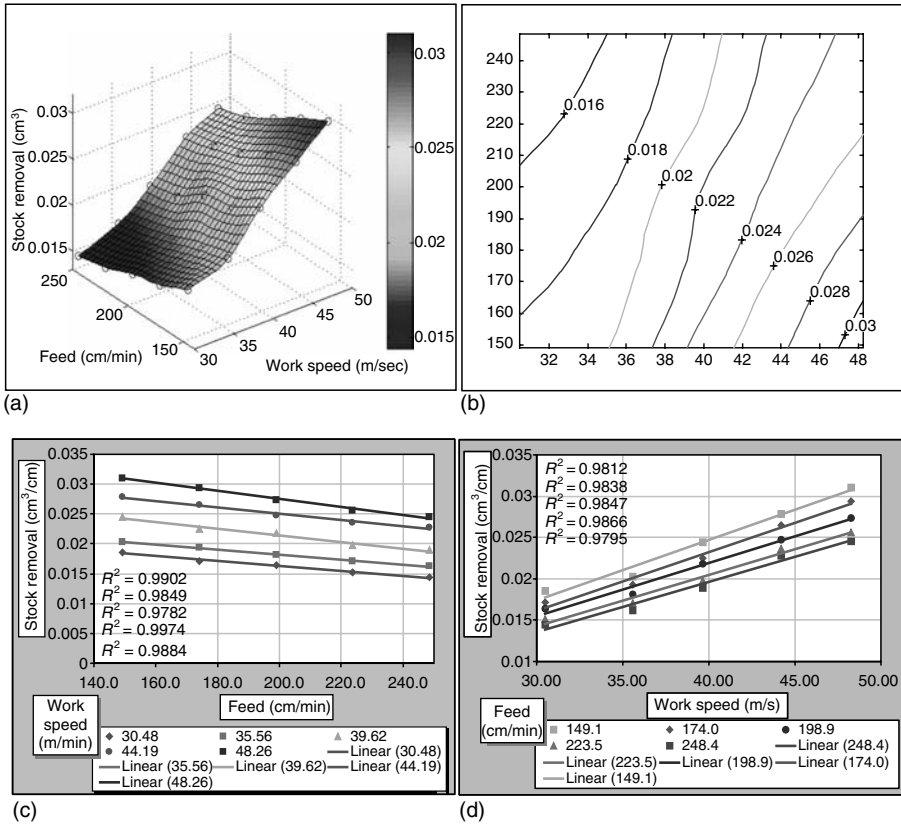 0.03
0.025
0.02
0.015
Stock removal (cm³)
250
200
150
Feed (cm/min)
30
35
40
45
50
Work speed (m/sec)
0.03
0.025
0.02
0.015
(a)
240
230
220
210
200
190
180
170
160
150
0.016
0.018
0.02
0.022
0.024
0.026
0.028
0.03
32 34 36 38 40 42 44 46 48
(b)
Stock removal (cm³/cm)
0.035
0.03
0.025
0.02
0.015
0.01
0.005
0
R² = 0.9902
R² = 0.9849
R² = 0.9782
R² = 0.9974
R² = 0.9884
140.0 160.0 180.0 200.0 220.0 240.0
Feed (cm/min)
Work speed (m/min)
30.48 35.56 39.62
44.19 48.26 Linear (30.48)
Linear (35.56) Linear (39.62) Linear (44.19)
Linear (48.26)
(c)
Stock removal (cm³/cm)
0.035
0.03
0.025
0.02
0.015
0.01
R² = 0.9812
R² = 0.9838
R² = 0.9847
R² = 0.9866
R² = 0.9795
30.00 35.00 40.00 45.00 50.00
Work speed (m/s)
Feed (cm/min)
149.1 174.0 198.9
223.5 248.4 Linear (248.4)
Linear (223.5) Linear (198.9) Linear (174.0)
Linear (149.1)
(d)